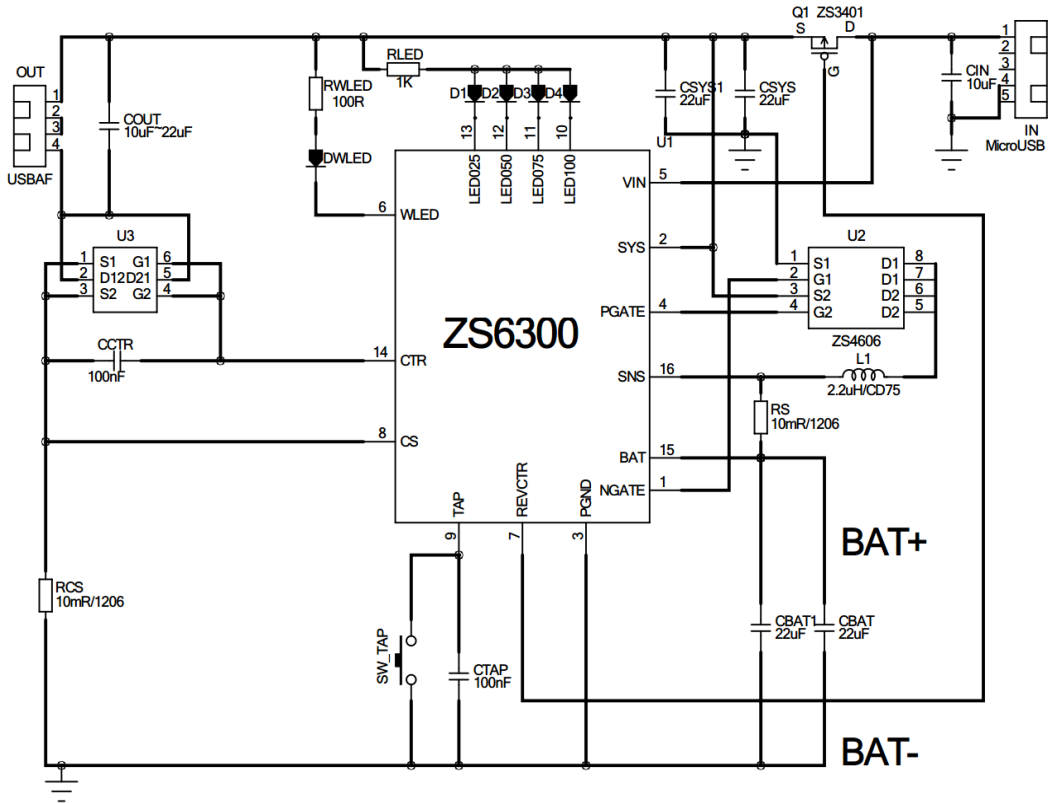 Q1 ZS3401
S D
G
OUT
1
2
3
4
USBAF
COUT
10uF~22uF
RWLED
100R
DWLED
RLED
1K
D1 D2 D3 D4
13 12 11 10
LED025 LED050 LED075 LED100
CSYS1
22uF
CSYS
22uF
CIN
10uF
1
2
3
4
5
IN
MicroUSB
U1
ZS6300
6 WLED
14 CTR
8 CS
VIN 5
SYS 2
PGATE 4
SNS 16
BAT 15
NGATE 1
TAP
9
REVCTR
7
PGND
3
U3
1 S1 G1 6
2 D12 D21 5
3 S2 G2 4
CCTR
100nF
U2
1 S1 D1 8
2 G1 D1 7
3 S2 D2 6
4 G2 D2 5
ZS4606
L1
2.2uH/CD75
RS
10mR/1206
BAT+
RCS
10mR/1206
SW_TAP
CTAP
100nF
CBAT1
22uF
CBAT
22uF
BAT-